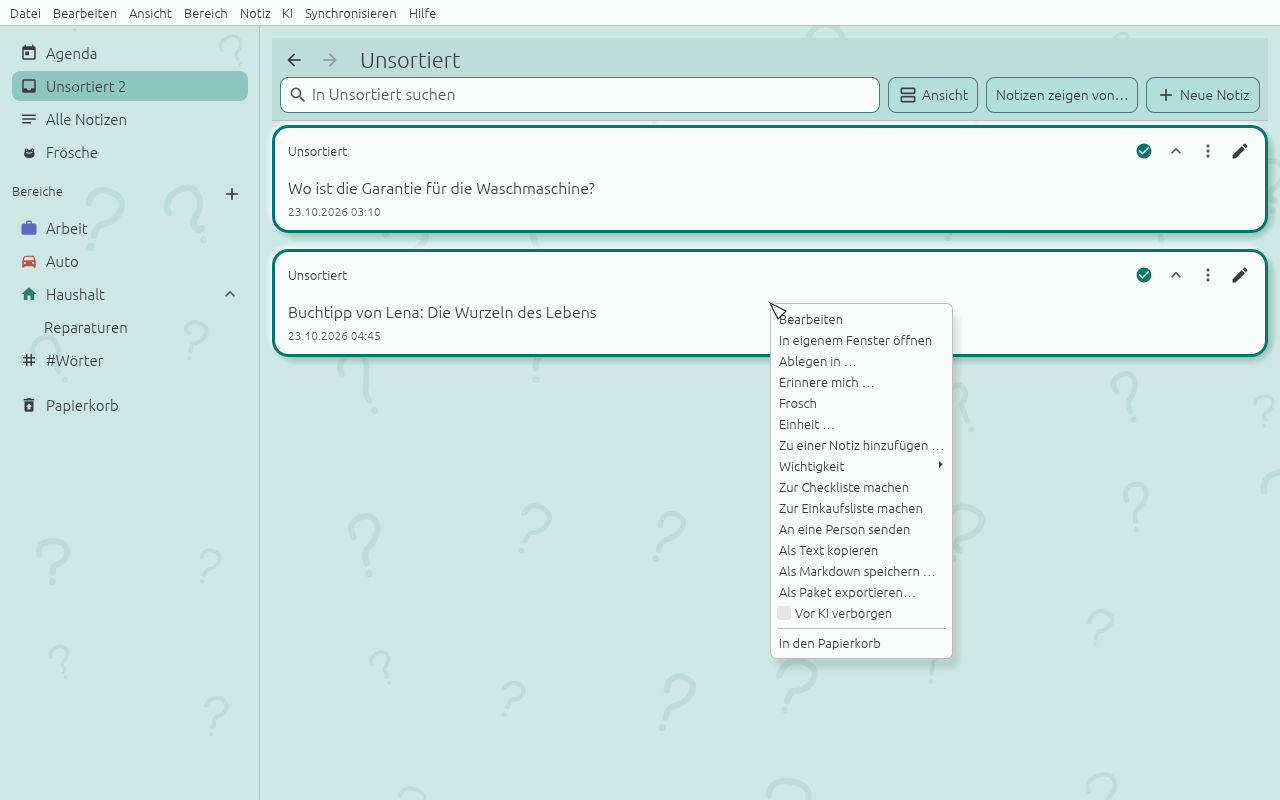 Datei Bearbeiten Ansicht Bereich Notiz KI Synchronisieren Hilfe
Agenda
Unsortiert 2
Alle Notizen
Frösche
Bereiche
Arbeit
Auto
Haushalt
Reparaturen
#Wörter
Papierkorb
Unsortiert
In Unsortiert suchen
Ansicht
Notizen zeigen von…
Neue Notiz
Unsortiert
Wo ist die Garantie für die Waschmaschine?
23.10.2026 03:10
Unsortiert
Buchtipp von Lena: Die Wurzeln des Lebens
23.10.2026 04:45
Bearbeiten
In eigenem Fenster öffnen
Ablegen in …
Erinnere mich …
Frosch
Einheit …
Zu einer Notiz hinzufügen …
Wichtigkeit
Zur Checkliste machen
Zur Einkaufsliste machen
An eine Person senden
Als Text kopieren
Als Markdown speichern …
Als Paket exportieren…
Vor KI verborgen
In den Papierkorb